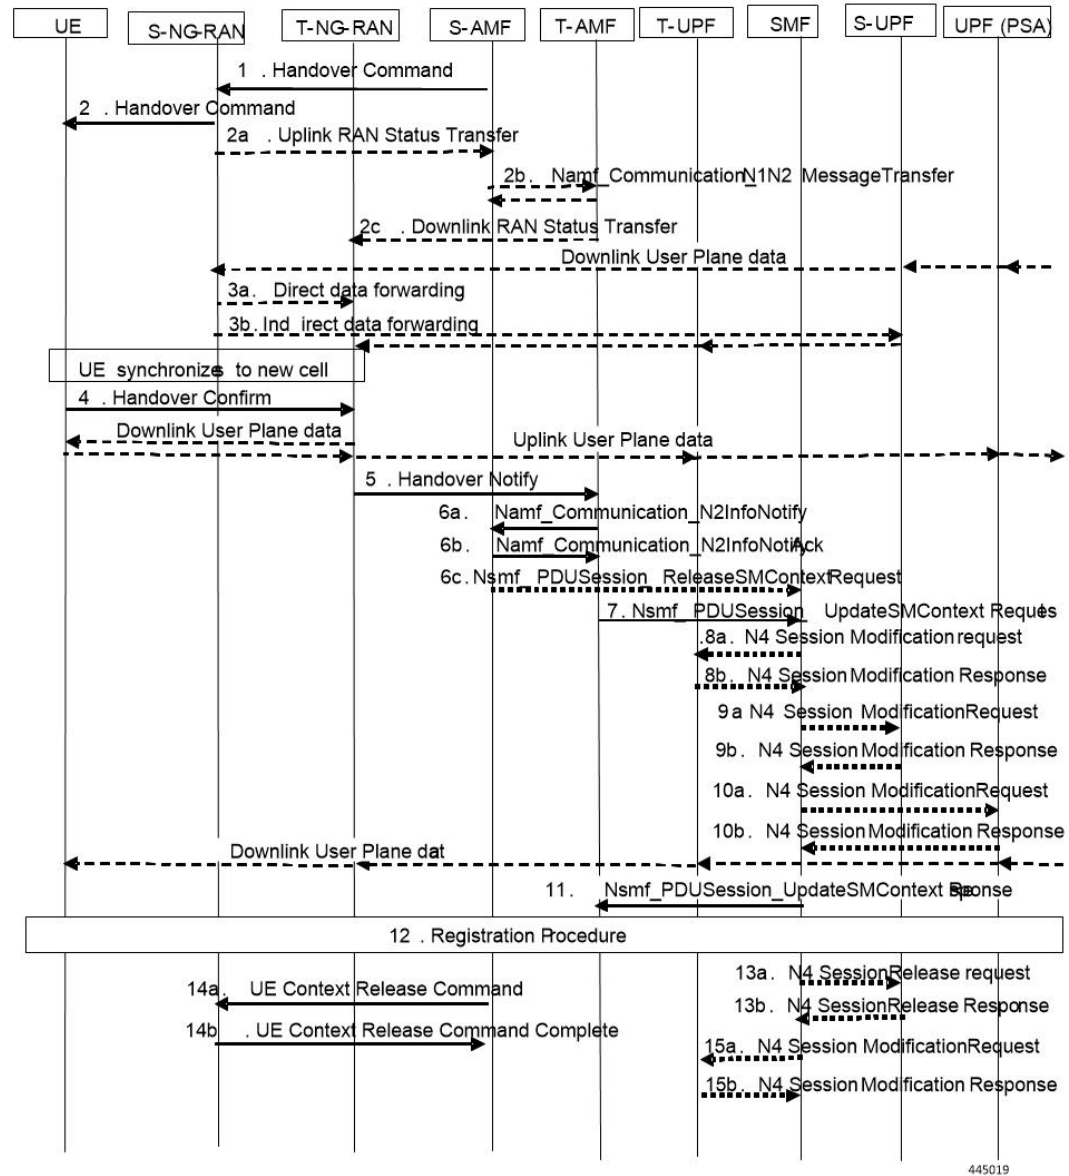 UE S-NG-RAN T-NG-RAN S-AMF T-AMF T-UPF SMF S-UPF UPF (PSA)
1 . Handover Command
2 . Handover Command
2a . Uplink RAN Status Transfer
2b. Namf_Communication_N1N2 MessageTransfer
2c . Downlink RAN Status Transfer
Downlink User Plane data
3a. Direct data forwarding
3b. Ind irect data forwarding
UE synchronizes to new cell
4 . Handover Confirm
Downlink User Plane data
Uplink User Plane data
5 . Handover Notify
6a. Namf_Communication_N2InfoNotify
6b. Namf_Communication_N2InfoNotifyAck
6c. Nsmf_PDUSession_ReleaseSMContextRequest
7. Nsmf_PDUSession_ UpdateSMContext Request
.8a. N4 Session Modification request
8b. N4 Session Modification Response
9a N4 Session ModificationRequest
9b. N4 Session Modification Response
10a. N4 Session ModificationRequest
10b. N4 Session Modification Response
Downlink User Plane dat
11. Nsmf_PDUSession_UpdateSMContext Response
12 . Registration Procedure
13a. N4 SessionRelease request
14a. UE Context Release Command
13b. N4 SessionRelease Response
14b . UE Context Release Command Complete
15a. N4 Session ModificationRequest
15b. N4 Session Modification Response
445019